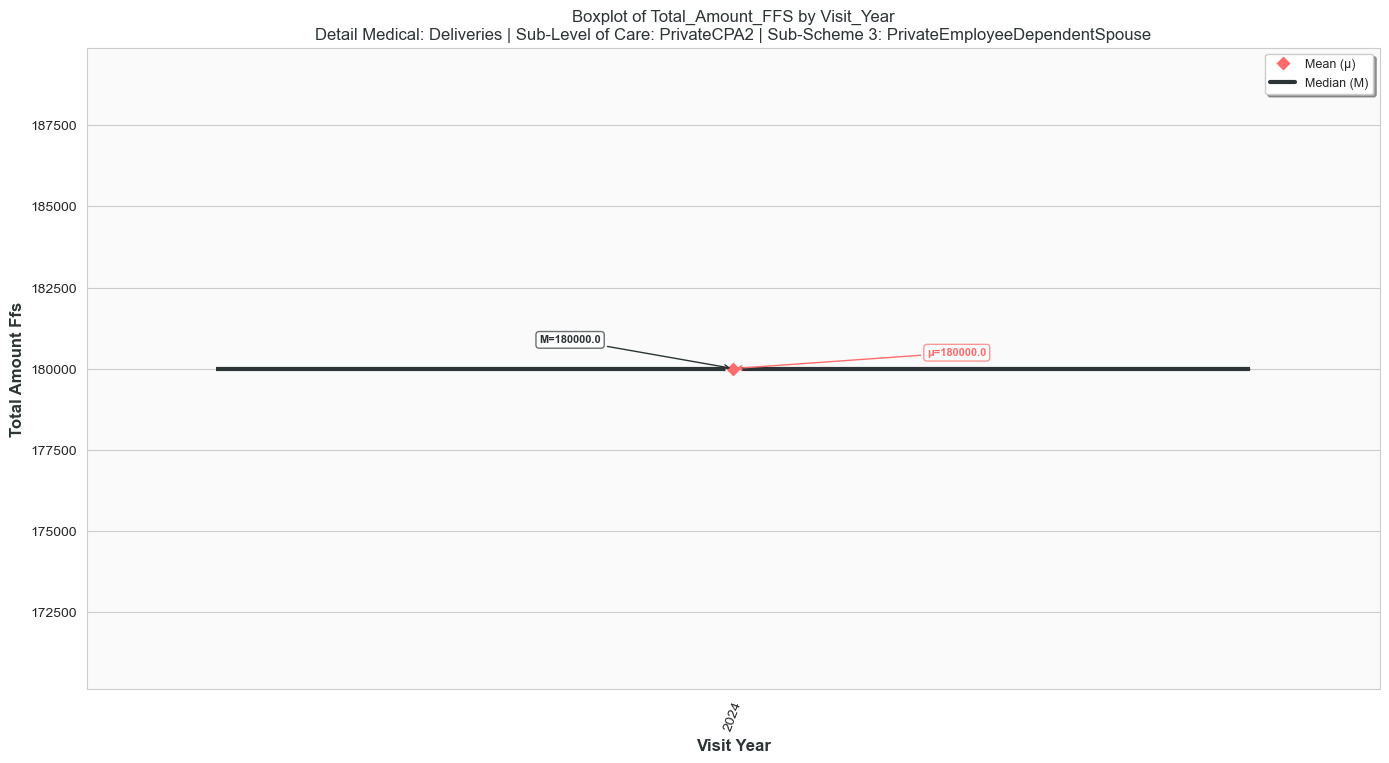 Boxplot of Total_Amount_FFS by Visit_Year
Detail Medical: Deliveries | Sub-Level of Care: PrivateCPA2 | Sub-Scheme 3: PrivateEmployeeDependentSpouse
Mean (μ)
Median (M)
187500
185000
182500
180000
177500
175000
172500
Total Amount Ffs
M=180000.0
μ=180000.0
2024
Visit Year